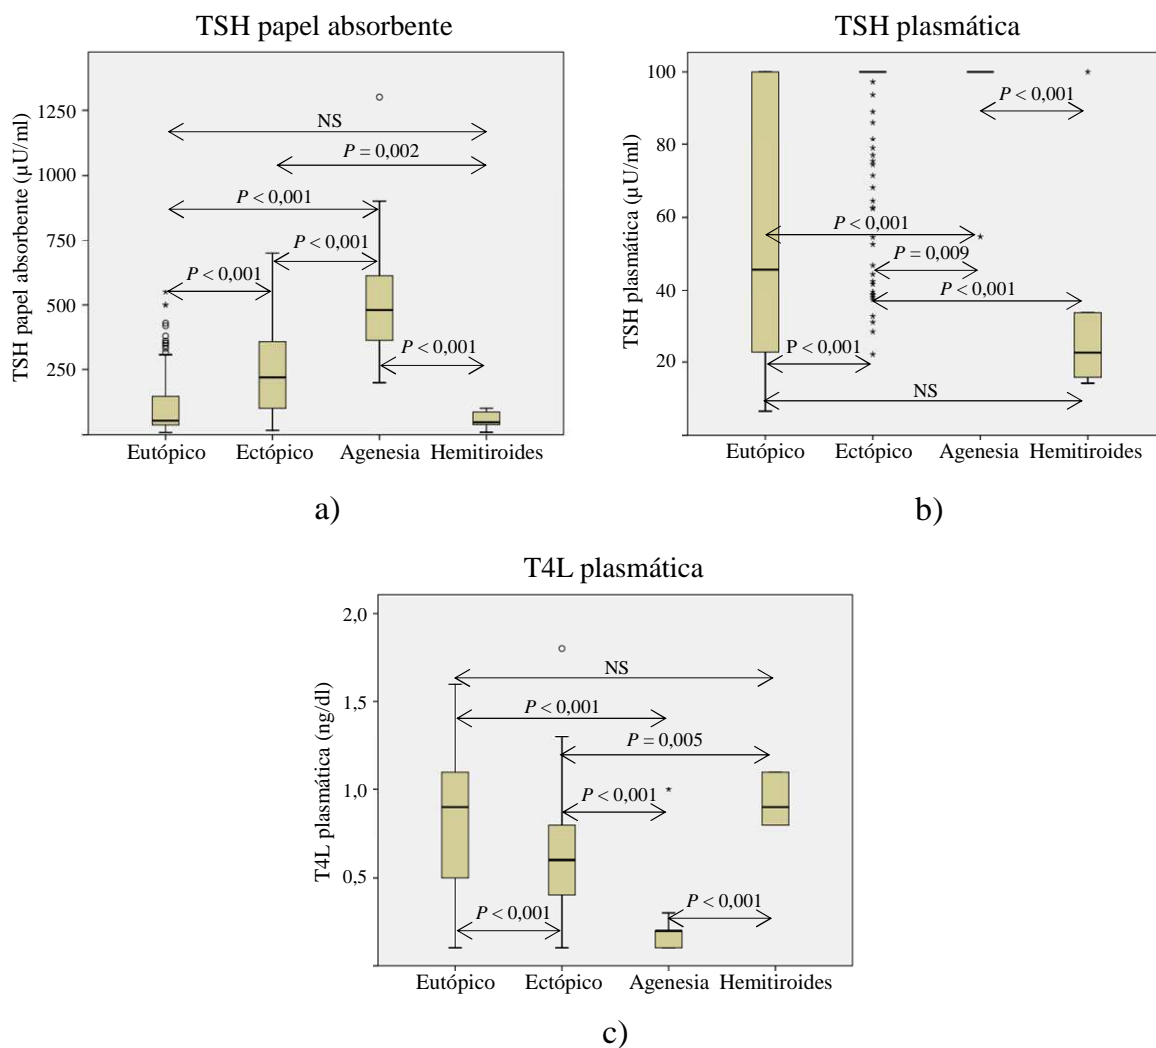 TSH papel absorbente
TSH papel absorbente (µU/ml)
1250
1000
750
500
250
NS
P = 0,002
P < 0,001
P < 0,001
P < 0,001
P < 0,001
Eutópico Ectópico Agenesia Hemitiroides
a)
TSH plasmática
TSH plasmática (µU/ml)
100
80
60
40
20
P < 0,001
P < 0,001
P = 0,009
P < 0,001
P < 0,001
NS
Eutópico Ectópico Agenesia Hemitiroides
b)
T4L plasmática
T4L plasmática (ng/dl)
2,0
1,5
1,0
0,5
NS
P < 0,001
P = 0,005
P < 0,001
P < 0,001
P < 0,001
Eutópico Ectópico Agenesia Hemitiroides
c)